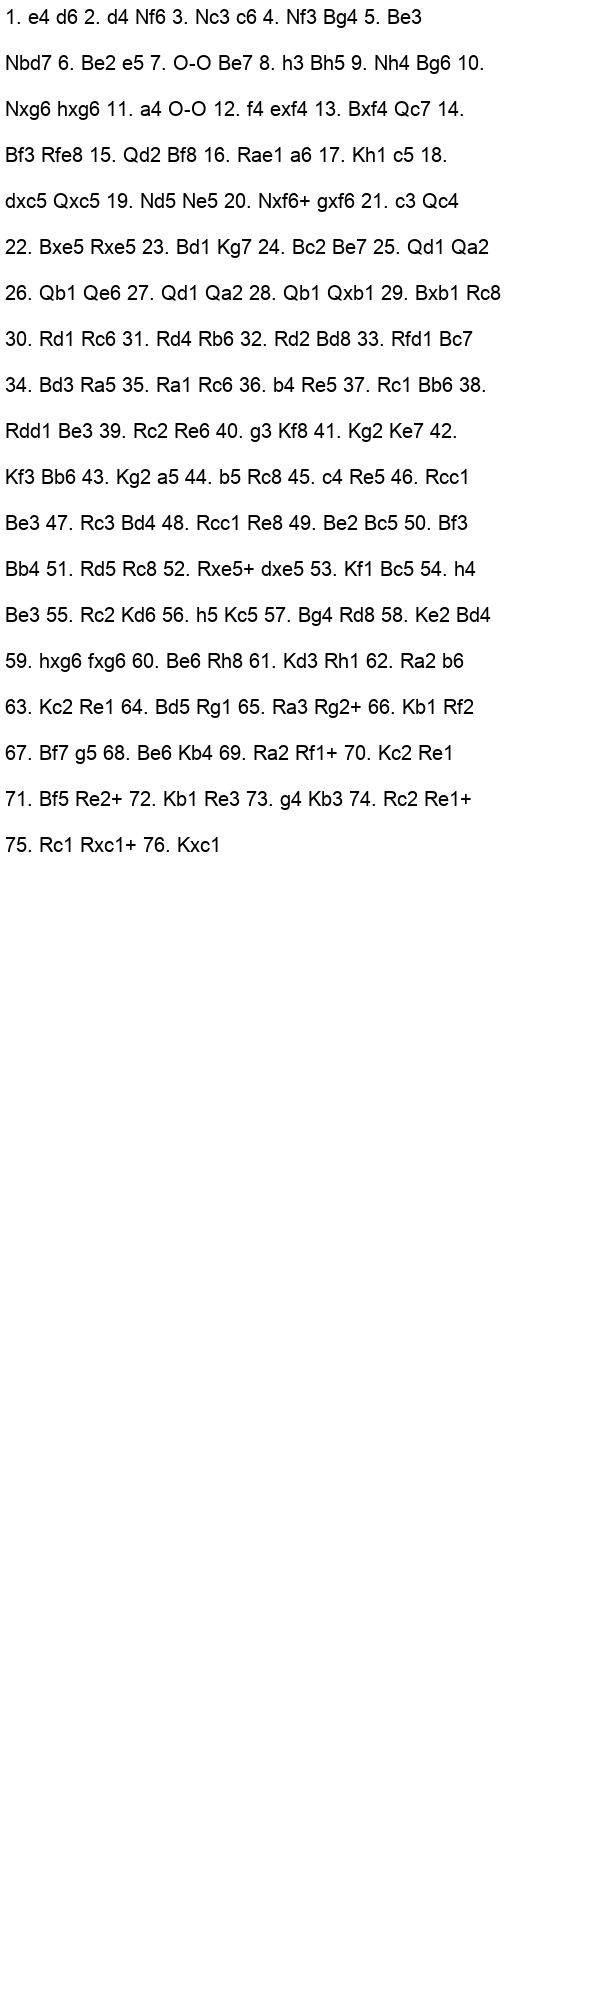 1. e4 d6 2. d4 Nf6 3. Nc3 c6 4. Nf3 Bg4 5. Be3
Nbd7 6. Be2 e5 7. O-O Be7 8. h3 Bh5 9. Nh4 Bg6 10.
Nxg6 hxg6 11. a4 O-O 12. f4 exf4 13. Bxf4 Qc7 14.
Bf3 Rfe8 15. Qd2 Bf8 16. Rae1 a6 17. Kh1 c5 18.
dxc5 Qxc5 19. Nd5 Ne5 20. Nxf6+ gxf6 21. c3 Qc4
22. Bxe5 Rxe5 23. Bd1 Kg7 24. Bc2 Be7 25. Qd1 Qa2
26. Qb1 Qe6 27. Qd1 Qa2 28. Qb1 Qxb1 29. Bxb1 Rc8
30. Rd1 Rc6 31. Rd4 Rb6 32. Rd2 Bd8 33. Rfd1 Bc7
34. Bd3 Ra5 35. Ra1 Rc6 36. b4 Re5 37. Rc1 Bb6 38.
Rdd1 Be3 39. Rc2 Re6 40. g3 Kf8 41. Kg2 Ke7 42.
Kf3 Bb6 43. Kg2 a5 44. b5 Rc8 45. c4 Re5 46. Rcc1
Be3 47. Rc3 Bd4 48. Rcc1 Re8 49. Be2 Bc5 50. Bf3
Bb4 51. Rd5 Rc8 52. Rxe5+ dxe5 53. Kf1 Bc5 54. h4
Be3 55. Rc2 Kd6 56. h5 Kc5 57. Bg4 Rd8 58. Ke2 Bd4
59. hxg6 fxg6 60. Be6 Rh8 61. Kd3 Rh1 62. Ra2 b6
63. Kc2 Re1 64. Bd5 Rg1 65. Ra3 Rg2+ 66. Kb1 Rf2
67. Bf7 g5 68. Be6 Kb4 69. Ra2 Rf1+ 70. Kc2 Re1
71. Bf5 Re2+ 72. Kb1 Re3 73. g4 Kb3 74. Rc2 Re1+
75. Rc1 Rxc1+ 76. Kxc1